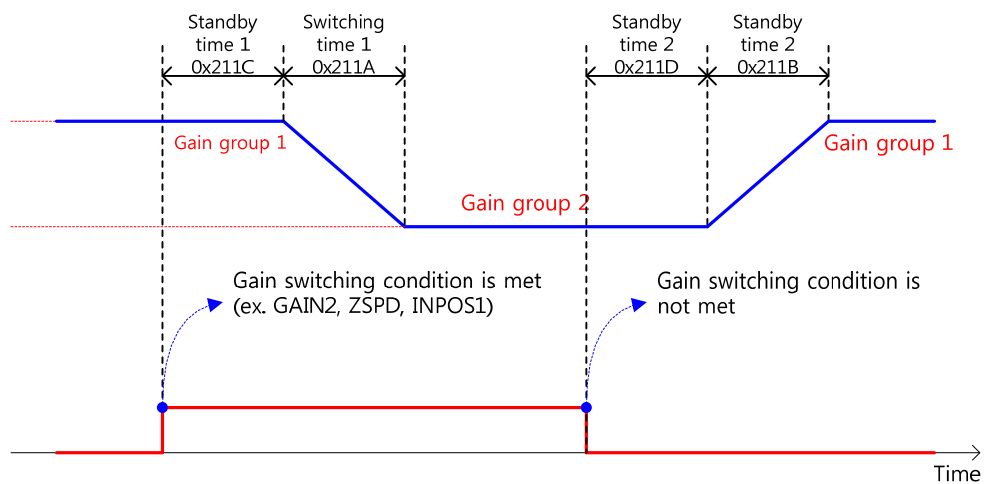 Standby
time 1
0x211C
Switching
time 1
0x211A
Standby
time 2
0x211D
Standby
time 2
0x211B
Gain group 1
Gain group 2
Gain group 1
Gain switching condition is met
(ex. GAIN2, ZSPD, INPOS1)
Gain switching condition is
not met
Time